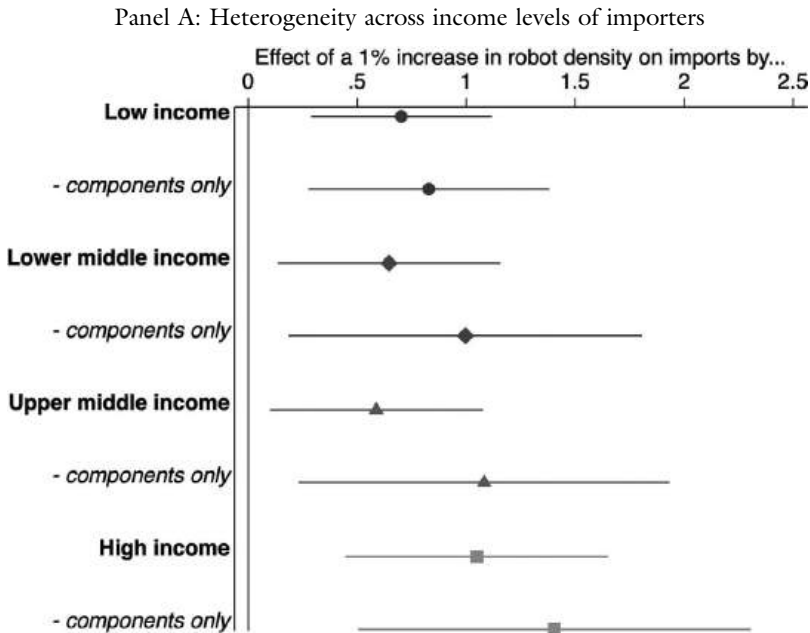 Panel A: Heterogeneity across income levels of importers
Effect of a 1% increase in robot density on imports by...
0 .5 1 1.5 2 2.5
Low income
- components only
Lower middle income
- components only
Upper middle income
- components only
High income
- components only